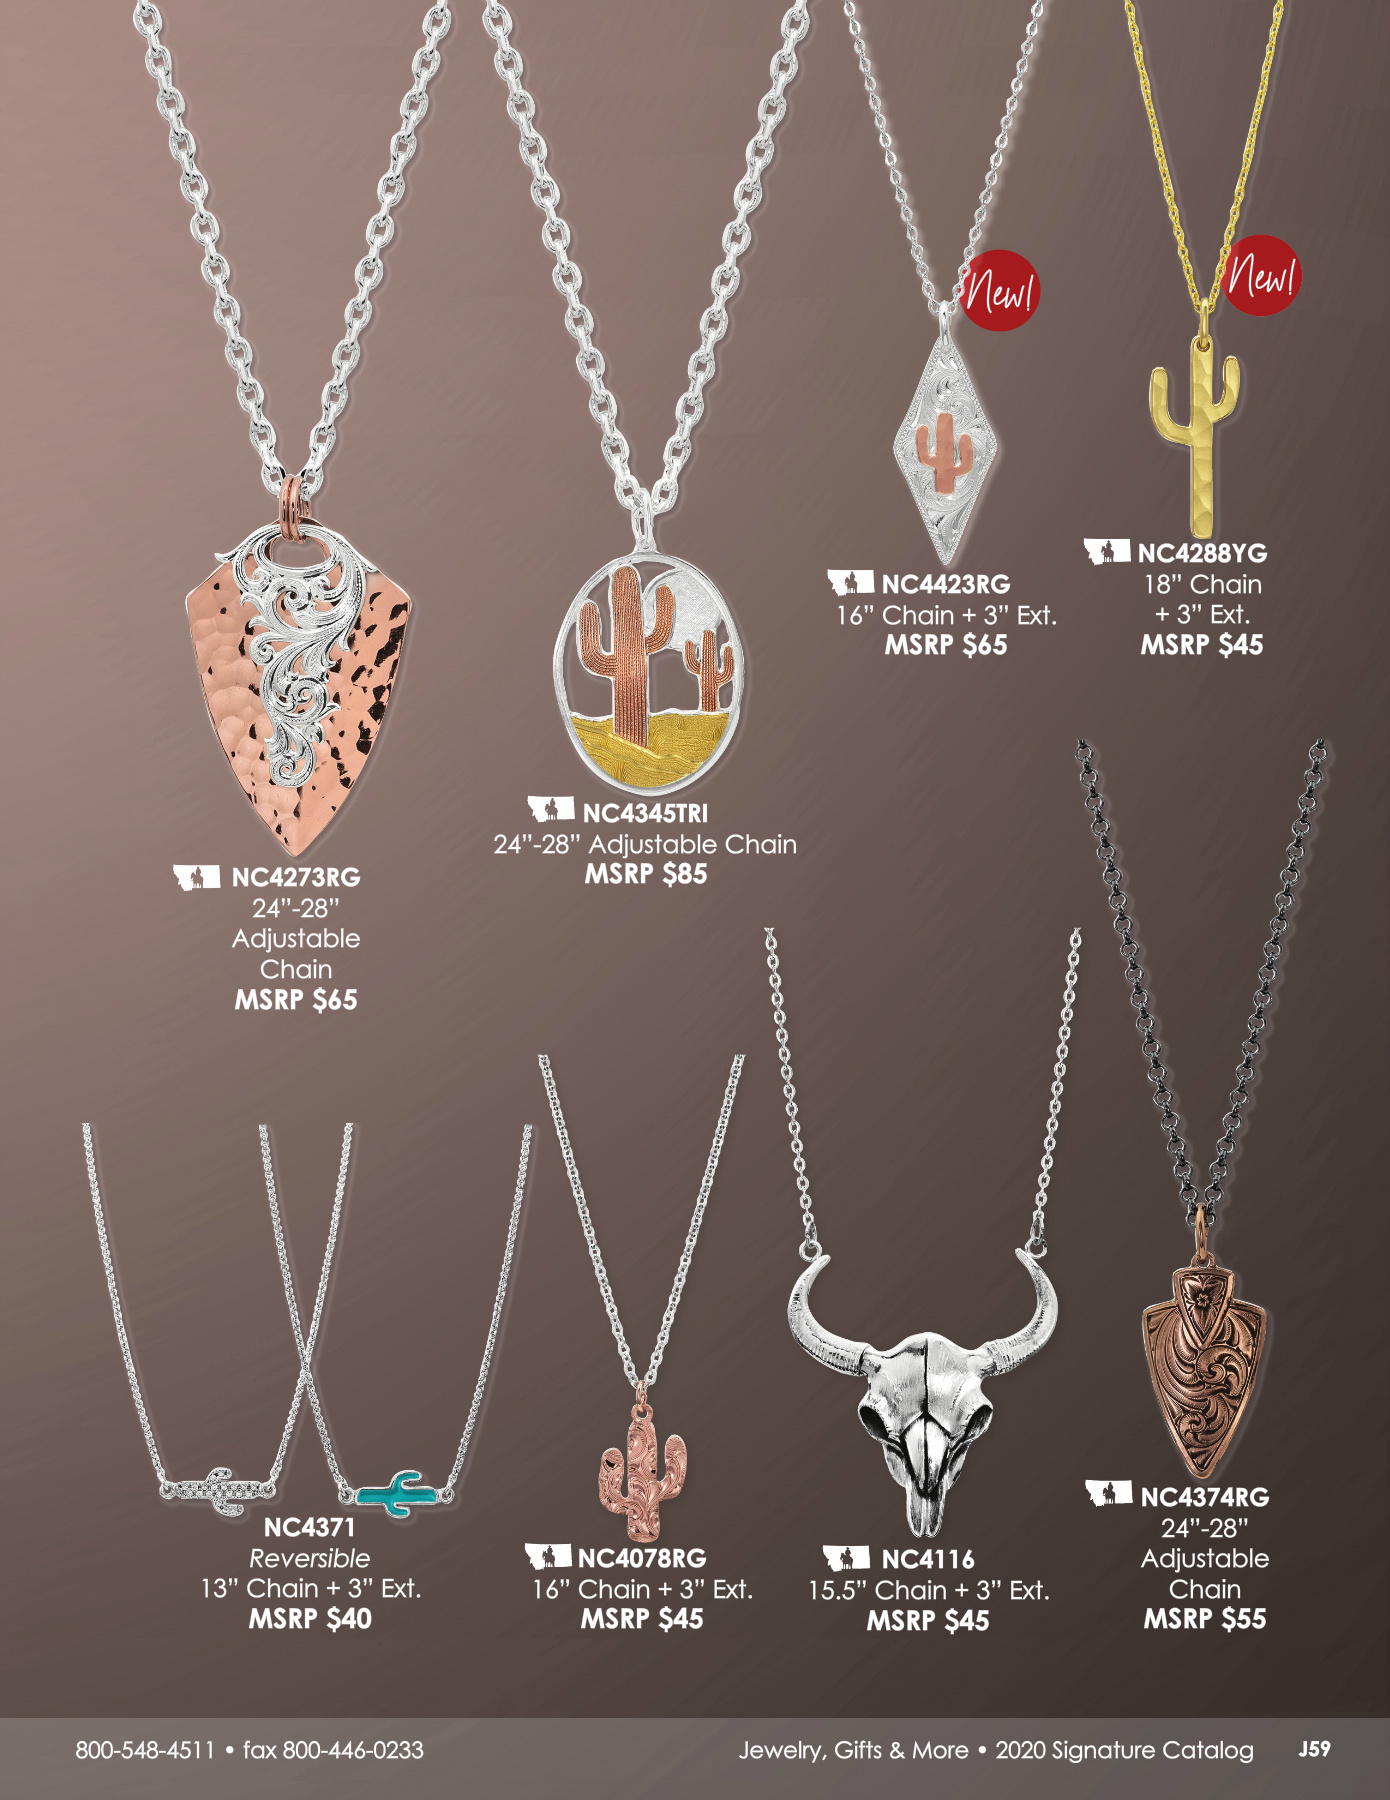 New!
New!
NC4288YG
18” Chain
+ 3” Ext.
MSRP $45
NC4423RG
16” Chain + 3” Ext.
MSRP $65
NC4345TRI
24”-28” Adjustable Chain
MSRP $85
NC4273RG
24”-28”
Adjustable
Chain
MSRP $65
NC4371
Reversible
13” Chain + 3” Ext.
MSRP $40
NC4078RG
16” Chain + 3” Ext.
MSRP $45
NC4116
15.5” Chain + 3” Ext.
MSRP $45
NC4374RG
24”-28”
Adjustable
Chain
MSRP $55
800-548-4511 • fax 800-446-0233
Jewelry, Gifts & More • 2020 Signature Catalog J59